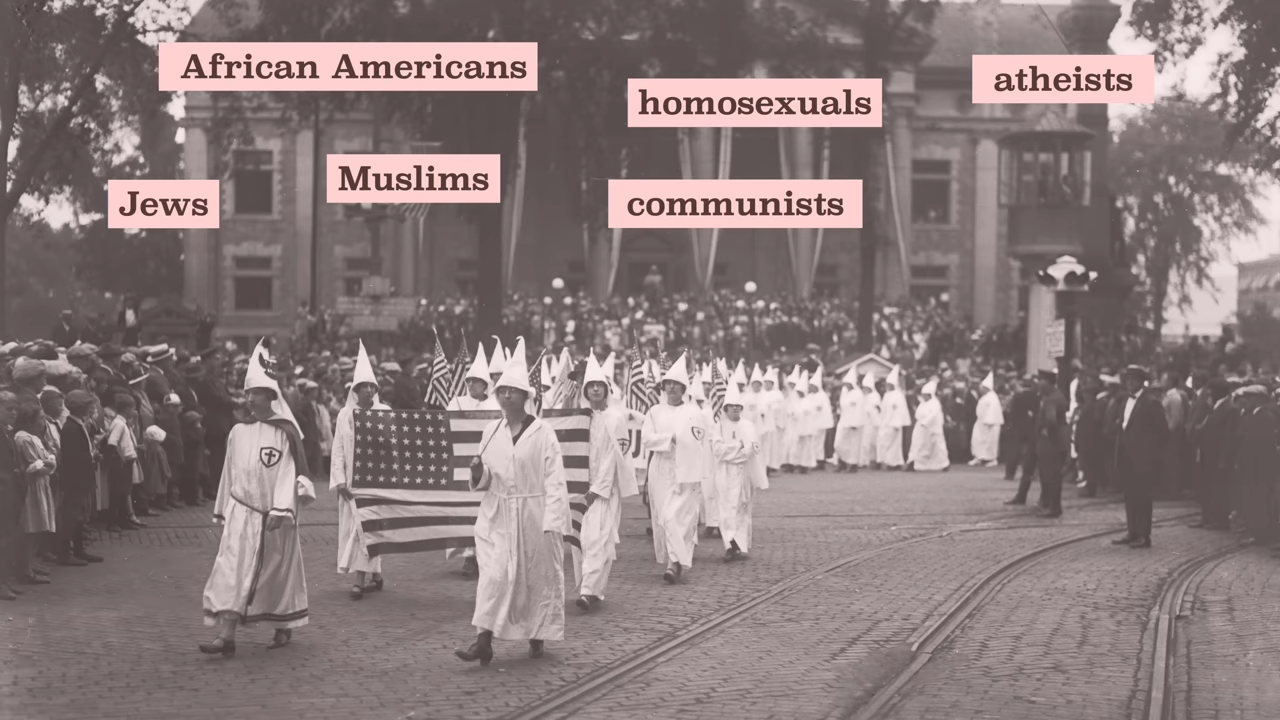 African Americans
homosexuals
atheists
Jews
Muslims
communists